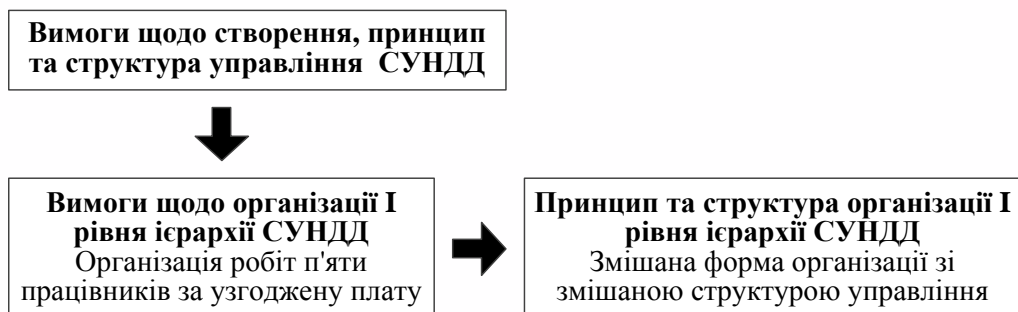 Вимоги щодо створення, принцип
та структура управління СУНДД
Вимоги щодо організації І
рівня ієрархії СУНДД
Організація робіт п'яти
працівників за узгоджену плату
Принцип та структура організації І
рівня ієрархії СУНДД
Змішана форма організації зі
змішаною структурою управління